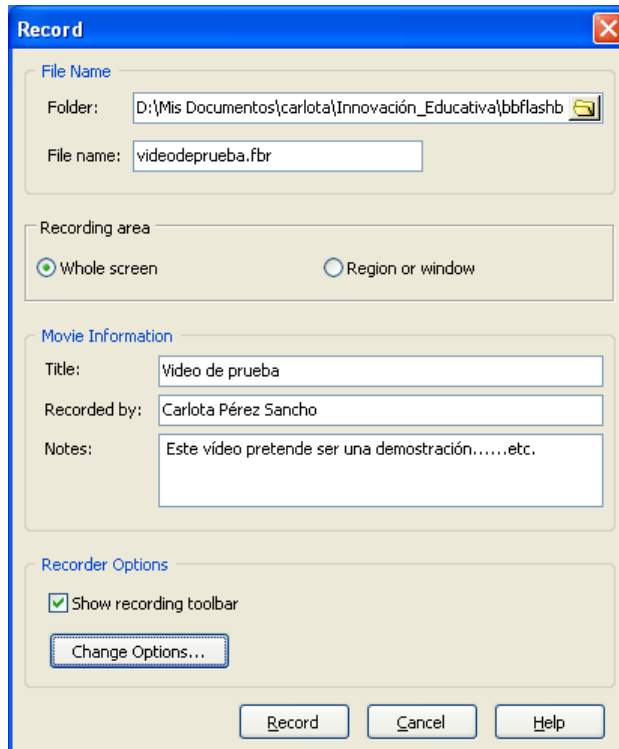 Record
File Name
Folder: D:\Mis Documentos\carlota\Innovación_Educativa\bbflashb
File name: videodeprueba.fbr
Recording area
Whole screen Region or window
Movie Information
Title: Video de prueba
Recorded by: Carlota Pérez Sancho
Notes: Este vídeo pretende ser una demostración......etc.
Recorder Options
Show recording toolbar
Change Options...
Record Cancel Help